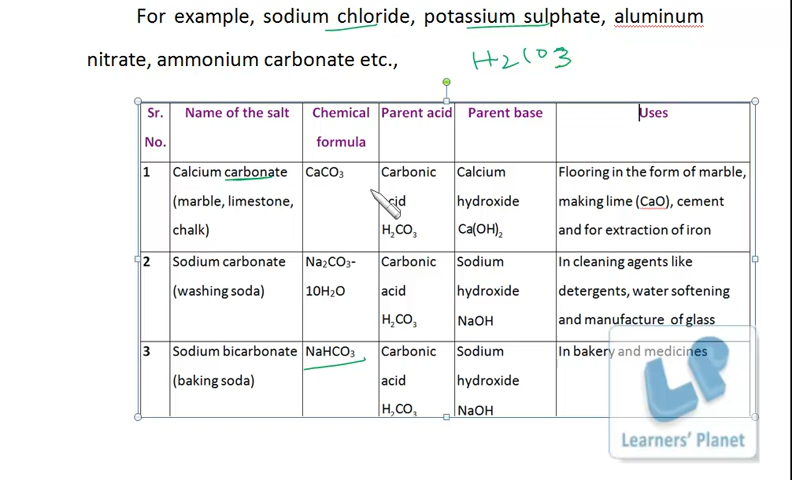 For example, sodium chloride, potassium sulphate, aluminum
nitrate, ammonium carbonate etc.,
H2CO3
Sr. No. Name of the salt Chemical formula Parent acid Parent base Uses
1 Calcium carbonate (marble, limestone, chalk) CaCO₃ Carbonic acid H₂CO₃ Calcium hydroxide Ca(OH)₂ Flooring in the form of marble, making lime (CaO), cement and for extraction of iron
2 Sodium carbonate (washing soda) Na₂CO₃- 10H₂O Carbonic acid H₂CO₃ Sodium hydroxide NaOH In cleaning agents like detergents, water softening and manufacture of glass
3 Sodium bicarbonate (baking soda) NaHCO₃ Carbonic acid H₂CO₃ Sodium hydroxide NaOH In bakery and medicines
LP
Learners' Planet